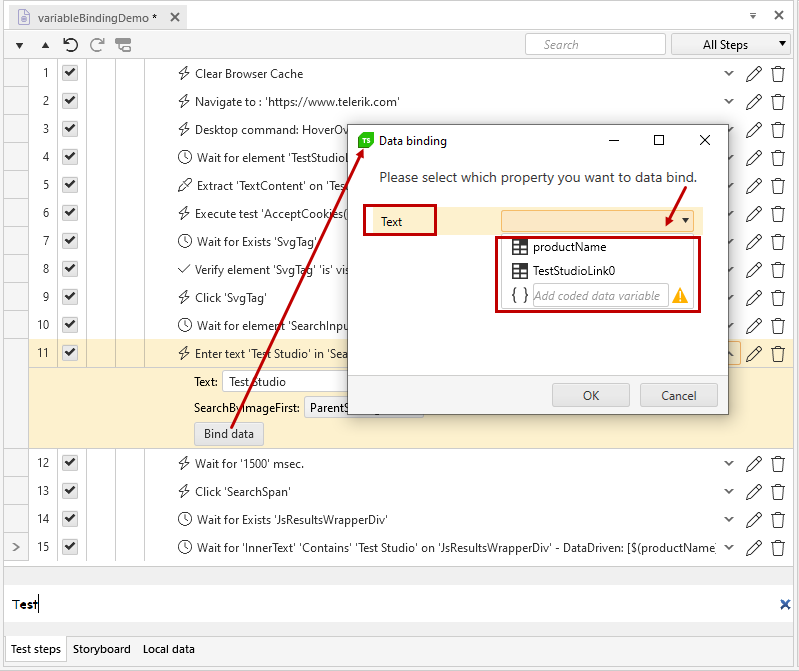 variableBindingDemo *
Search
All Steps
1 Clear Browser Cache
2 Navigate to : 'https://www.telerik.com'
3 Desktop command: HoverOv
4 Wait for element 'TestStudioL
5 Extract 'TextContent' on 'Tes
6 Execute test 'AcceptCookies(
7 Wait for Exists 'SvgTag'
8 Verify element 'SvgTag' 'is' vis
9 Click 'SvgTag'
10 Wait for element 'SearchInpu
11 Enter text 'Test Studio' in 'Sea
Text: Test Studio
SearchByImageFirst: ParentS
Bind data
TS Data binding
Please select which property you want to data bind.
Text
productName
TestStudioLink0
{ } Add coded data variable
OK
Cancel
12 Wait for '1500' msec.
13 Click 'SearchSpan'
14 Wait for Exists 'JsResultsWrapperDiv'
15 Wait for 'InnerText' 'Contains' 'Test Studio' on 'JsResultsWrapperDiv' - DataDriven: [$(productName)
Test
Test steps
Storyboard
Local data